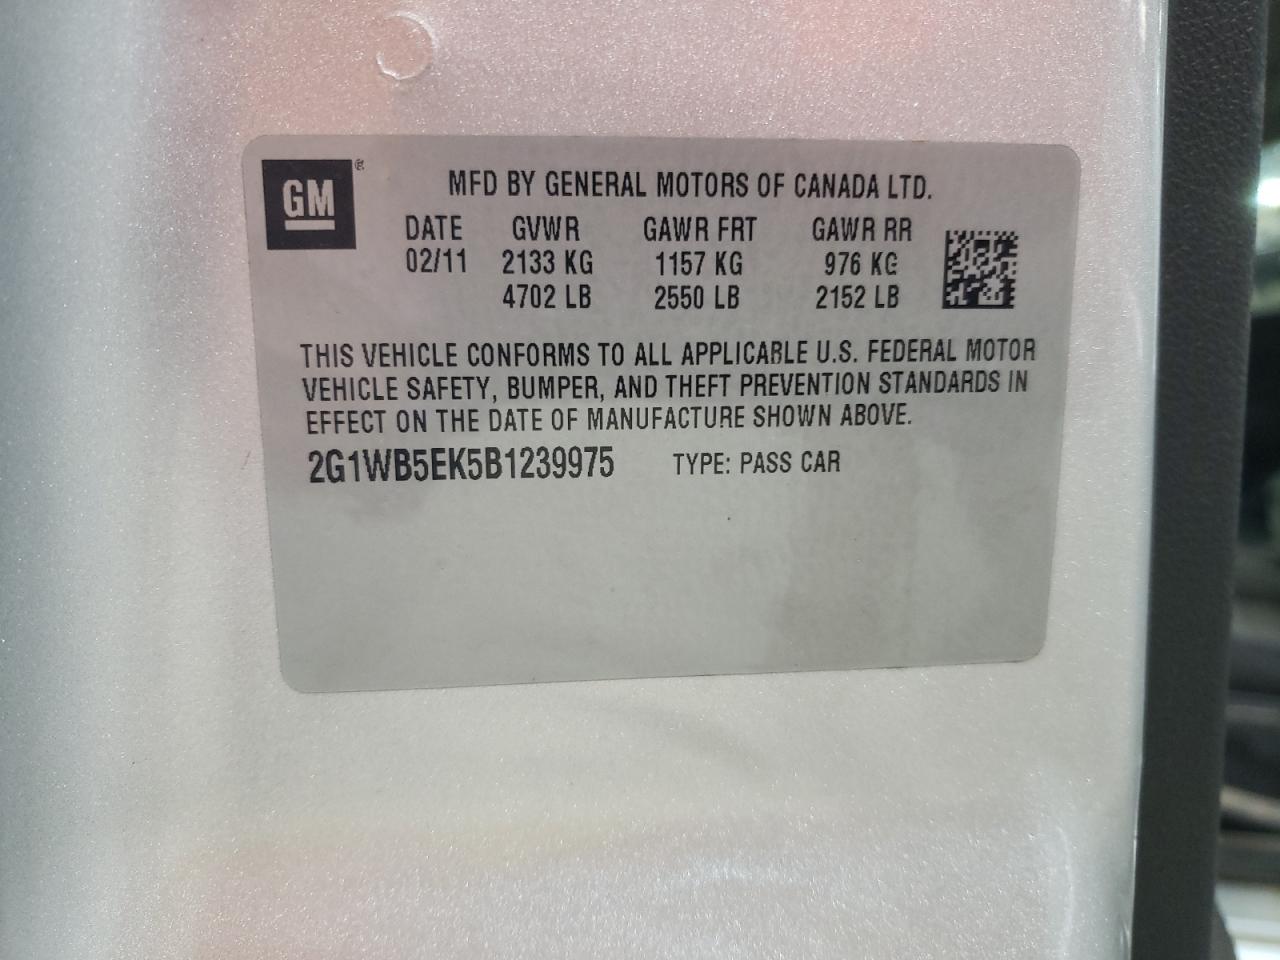 GM ®
MFD BY GENERAL MOTORS OF CANADA LTD.
DATE GVWR GAWR FRT GAWR RR
02/11 2133 KG 1157 KG 976 KG
4702 LB 2550 LB 2152 LB
THIS VEHICLE CONFORMS TO ALL APPLICABLE U.S. FEDERAL MOTOR
VEHICLE SAFETY, BUMPER, AND THEFT PREVENTION STANDARDS IN
EFFECT ON THE DATE OF MANUFACTURE SHOWN ABOVE.
2G1WB5EK5B1239975 TYPE: PASS CAR